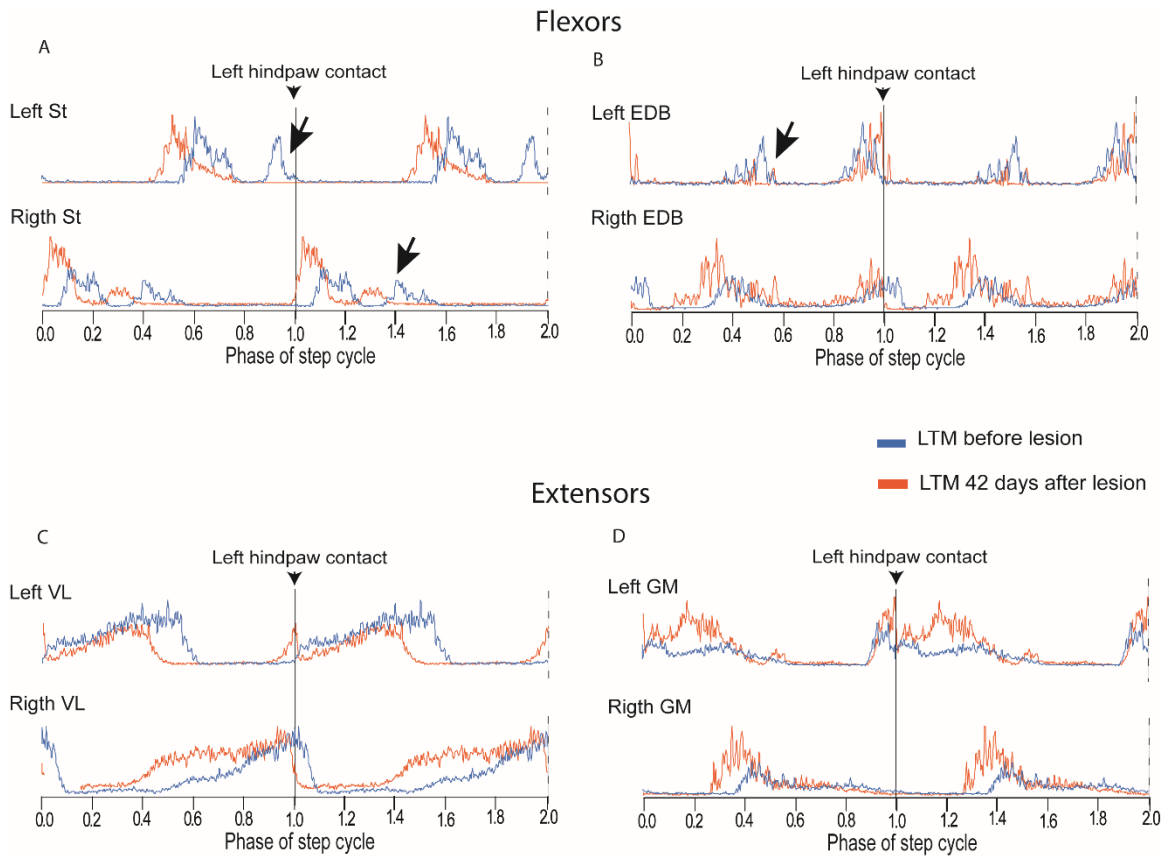 Flexors
A
Left hindpaw contact
Left St
Rigth St
0.0 0.2 0.4 0.6 0.8 1.0 1.2 1.4 1.6 1.8 2.0
Phase of step cycle
B
Left hindpaw contact
Left EDB
Rigth EDB
0.0 0.2 0.4 0.6 0.8 1.0 1.2 1.4 1.6 1.8 2.0
Phase of step cycle
LTM before lesion
LTM 42 days after lesion
Extensors
C
Left hindpaw contact
Left VL
Rigth VL
0.0 0.2 0.4 0.6 0.8 1.0 1.2 1.4 1.6 1.8 2.0
Phase of step cycle
D
Left hindpaw contact
Left GM
Rigth GM
0.0 0.2 0.4 0.6 0.8 1.0 1.2 1.4 1.6 1.8 2.0
Phase of step cycle